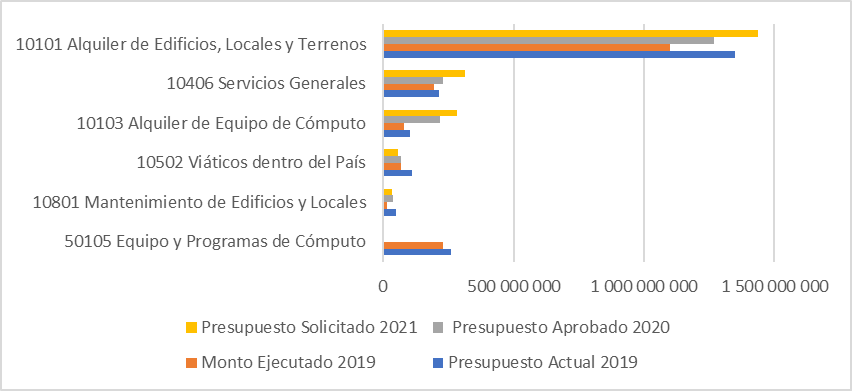 10101 Alquiler de Edificios, Locales y Terrenos
10406 Servicios Generales
10103 Alquiler de Equipo de Cómputo
10502 Viáticos dentro del País
10801 Mantenimiento de Edificios y Locales
50105 Equipo y Programas de Cómputo
0 500 000 000 1 000 000 000 1 500 000 000
Presupuesto Solicitado 2021 Presupuesto Aprobado 2020
Monto Ejecutado 2019 Presupuesto Actual 2019